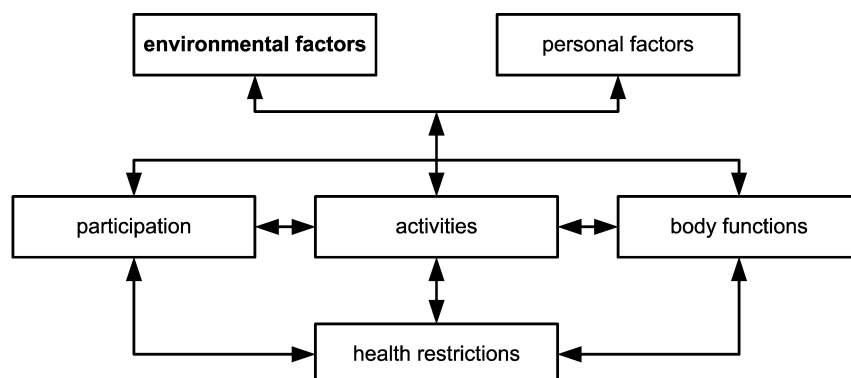 environmental factors
personal factors
participation
activities
body functions
health restrictions